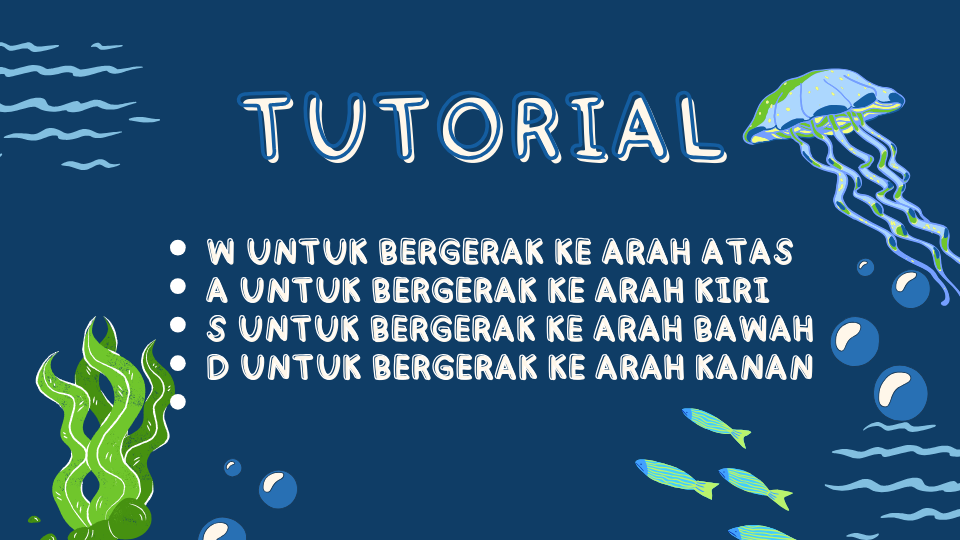 TUTORIAL
• W UNTUK BERGERAK KE ARAH ATAS
• A UNTUK BERGERAK KE ARAH KIRI
• S UNTUK BERGERAK KE ARAH BAWAH
• D UNTUK BERGERAK KE ARAH KANAN
•